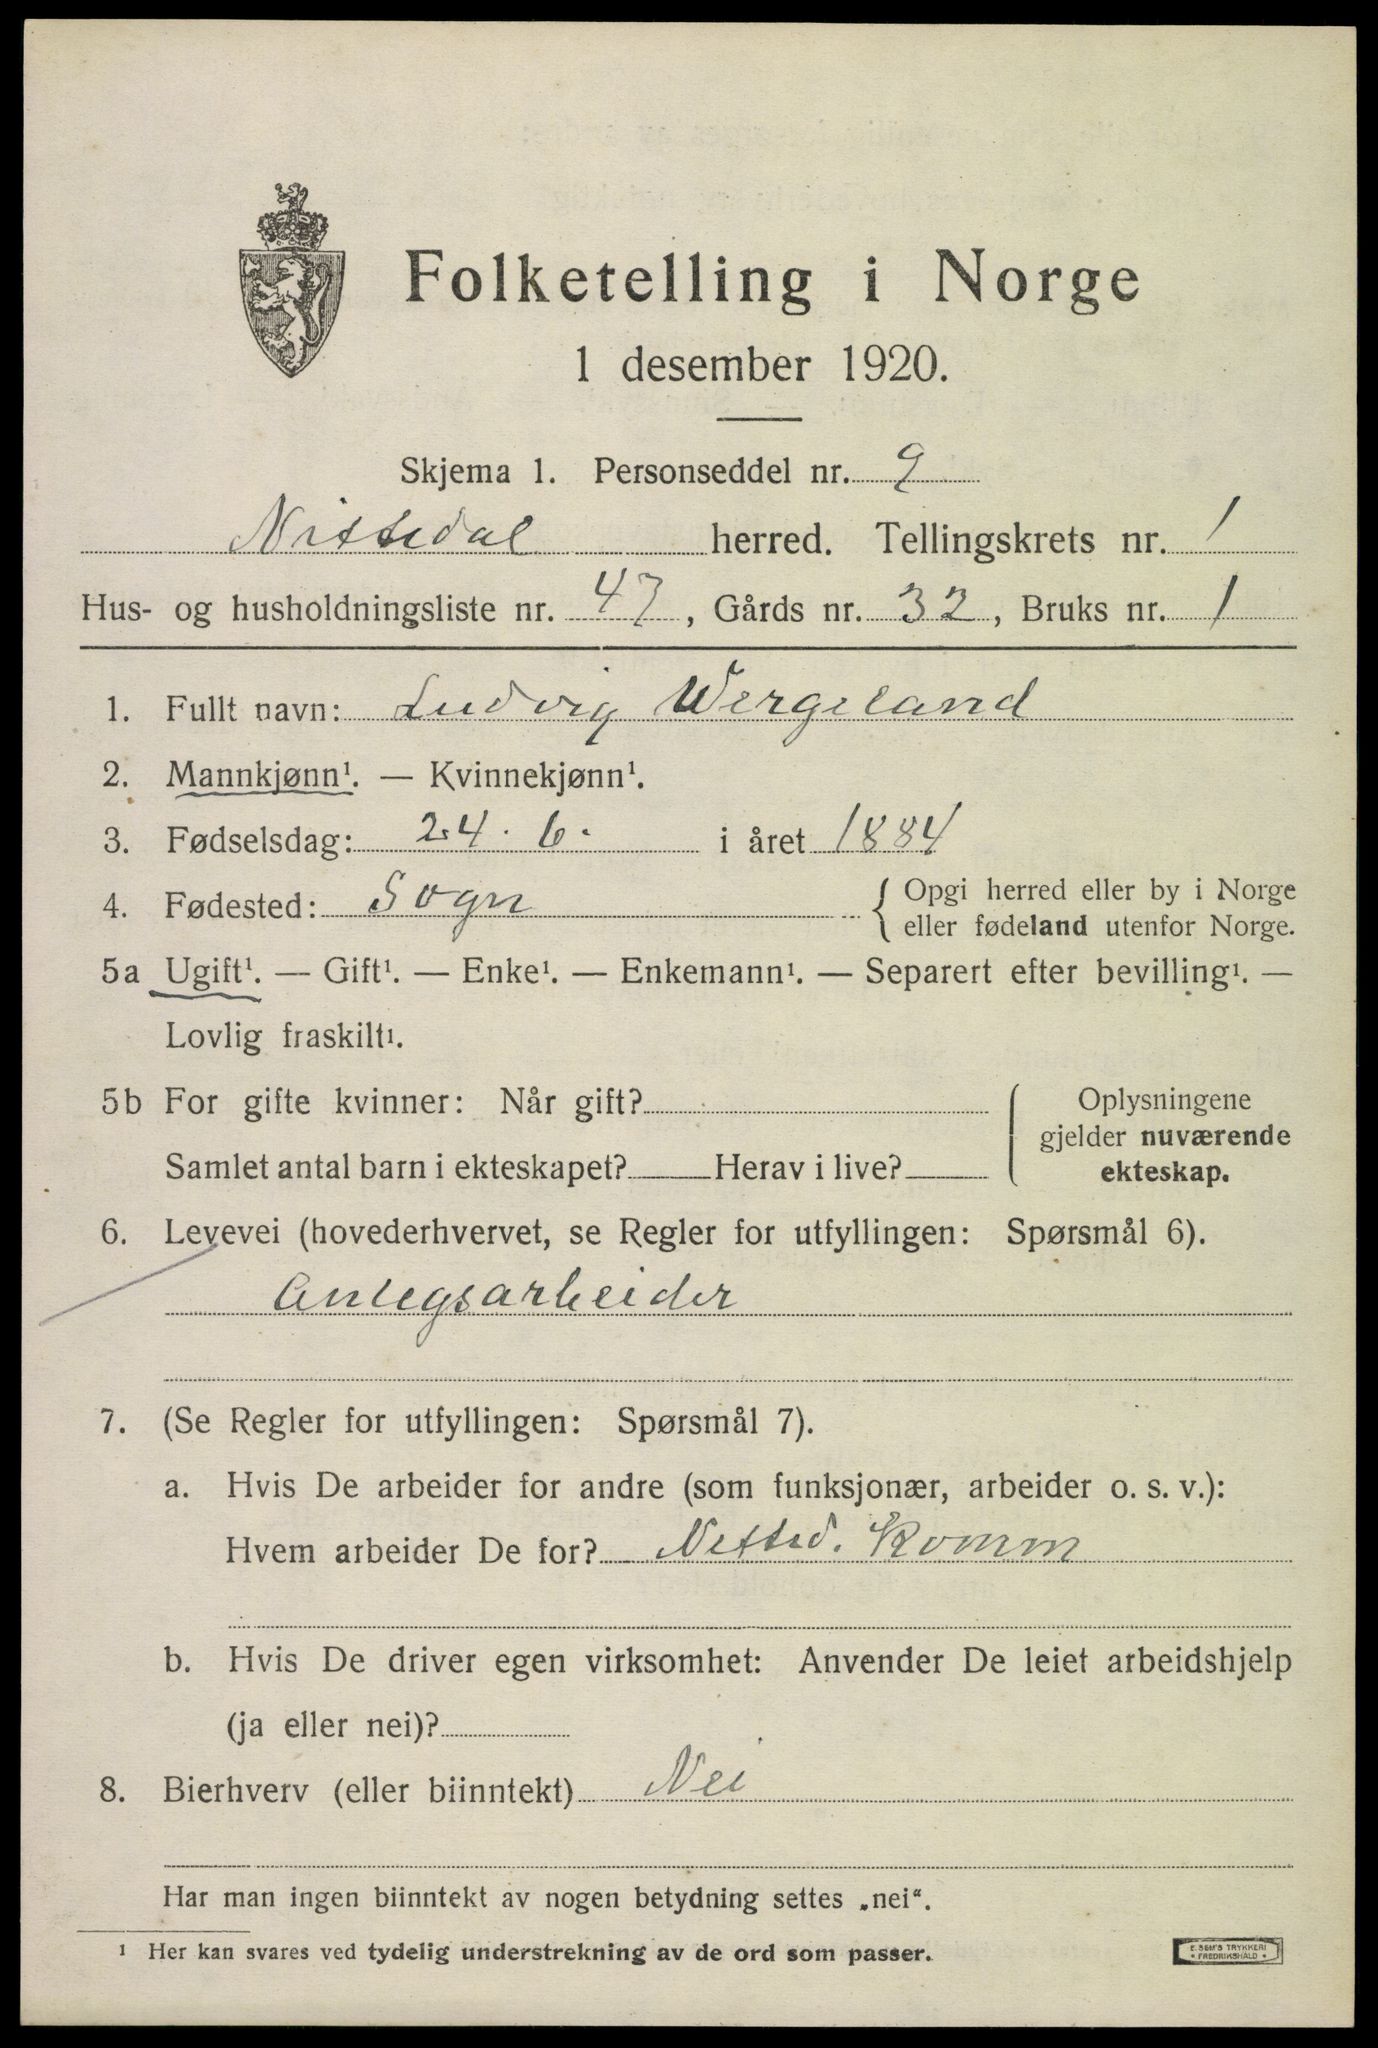 Folketelling i Norge
1 desember 1920.
Skjema 1. Personseddel nr. 9
Nittedal herred. Tellingskrets nr. 1
Hus- og husholdningsliste nr. 47, Gårds nr. 32, Bruks nr. 1
1. Fullt navn: Ludvig Wergeland
2. Mannkjønn¹. — Kvinnekjønn¹.
3. Fødselsdag: 24. 6. i året 1884
4. Fødested: Sogn { Opgi herred eller by i Norge
eller fødeland utenfor Norge.
5a Ugift¹. — Gift¹. — Enke¹. — Enkemann¹. — Separert efter bevilling¹. —
Lovlig fraskilt¹.
5b For gifte kvinner: Når gift?
Samlet antal barn i ekteskapet? Herav i live?
Oplysningene
gjelder nuværende
ekteskap.
6. Levevei (hovederhvervet, se Regler for utfyllingen: Spørsmål 6).
Anlegsarbeider
7. (Se Regler for utfyllingen: Spørsmål 7).
a. Hvis De arbeider for andre (som funksjonær, arbeider o. s. v.):
Hvem arbeider De for? Nitted. Komm
b. Hvis De driver egen virksomhet: Anvender De leiet arbeidshjelp
(ja eller nei)?
8. Bierhverv (eller biinntekt) Nei
Har man ingen biinntekt av nogen betydning settes „nei“.
¹ Her kan svares ved tydelig understrekning av de ord som passer.
E. SEM'S TRYKKERI
• FREDRIKSHALD •